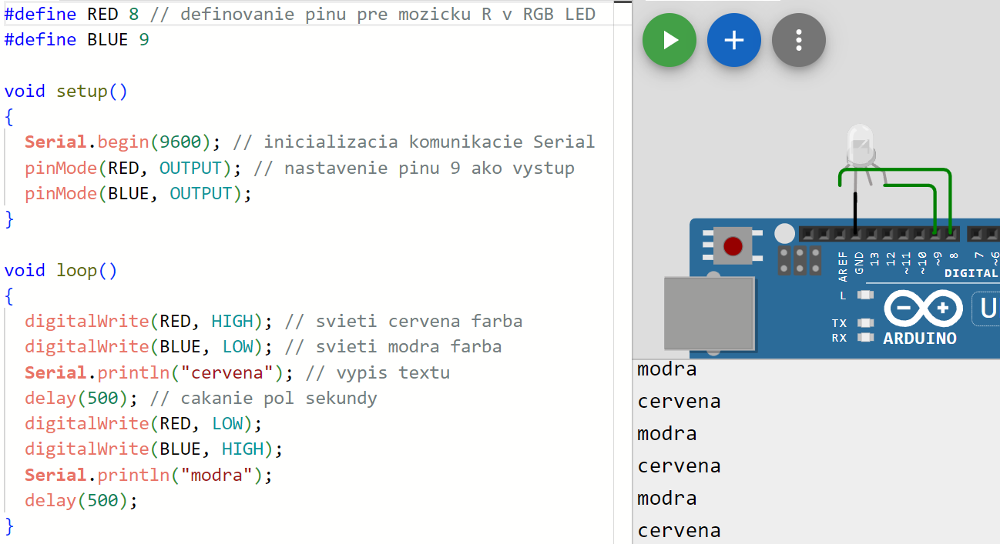 #define RED 8 // definovanie pinu pre mozicku R v RGB LED
#define BLUE 9
void setup()
{
Serial.begin(9600); // inicializacia komunikacie Serial
pinMode(RED, OUTPUT); // nastavenie pinu 9 ako vystup
pinMode(BLUE, OUTPUT);
}
void loop()
{
digitalWrite(RED, HIGH); // svieti cervena farba
digitalWrite(BLUE, LOW); // svieti modra farba
Serial.println("cervena"); // vypis textu
delay(500); // cakanie pol sekundy
digitalWrite(RED, LOW);
digitalWrite(BLUE, HIGH);
Serial.println("modra");
delay(500);
}
AREF
GND
13
12
~11
~10
~9
8
7
~6
DIGITAL
L
TX
RX
ARDUINO
U
modra
cervena
modra
cervena
modra
cervena